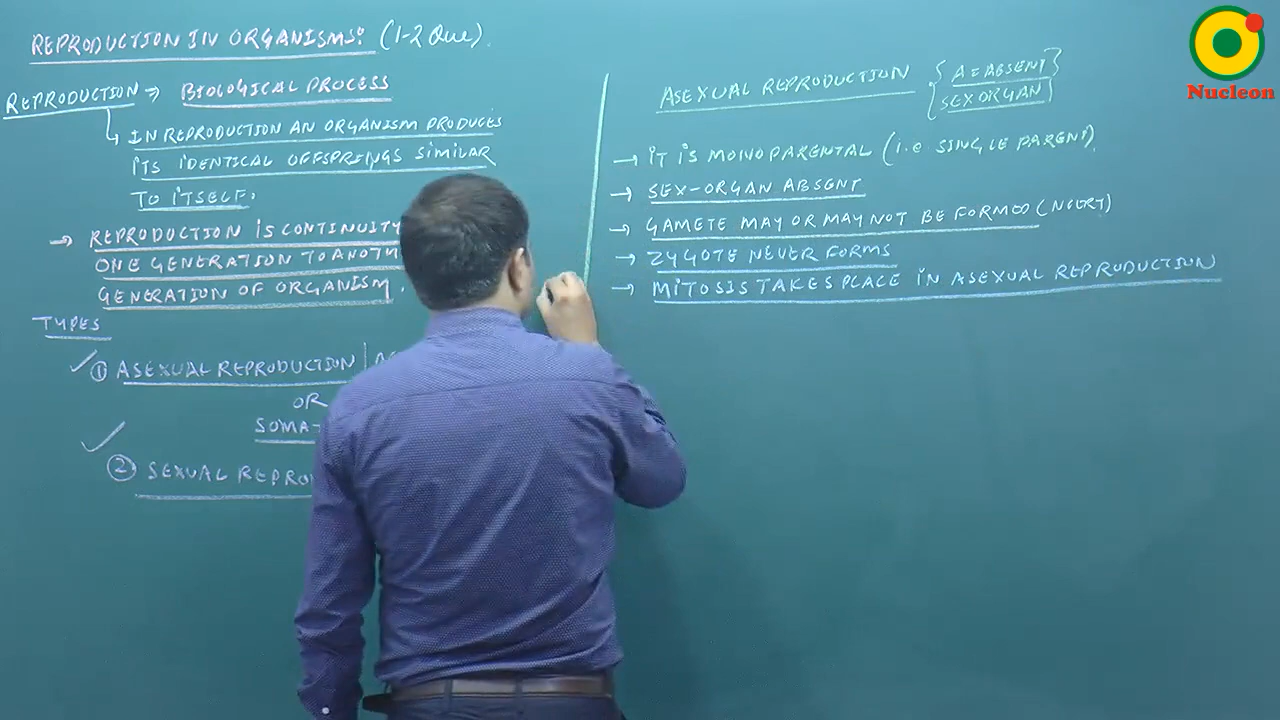 REPRODUCTION IN ORGANISMS: (1-2 Que).
REPRODUCTION → BIOLOGICAL PROCESS
↳ IN REPRODUCTION AN ORGANISM PRODUCES
ITS IDENTICAL OFFSPRINGS SIMILAR
TO ITSELF.
→ REPRODUCTION IS CONTINUITY
ONE GENERATION TO ANOTH
GENERATION OF ORGANISM.
TYPES
✓ ① ASEXUAL REPRODUCTION |
OR
SOMA
✓ ② SEXUAL REPRO
ASEXUAL REPRODUCTION { A = ABSENT }
{ SEX ORGAN
→ IT IS MONOPARENTAL (i.e SINGLE PARENT).
→ SEX-ORGAN ABSENT
→ GAMETE MAY OR MAY NOT BE FORMED (NCERT)
→ ZYGOTE NEVER FORMS
→ MITOSIS TAKES PLACE IN ASEXUAL REPRODUCTION
Nucleon